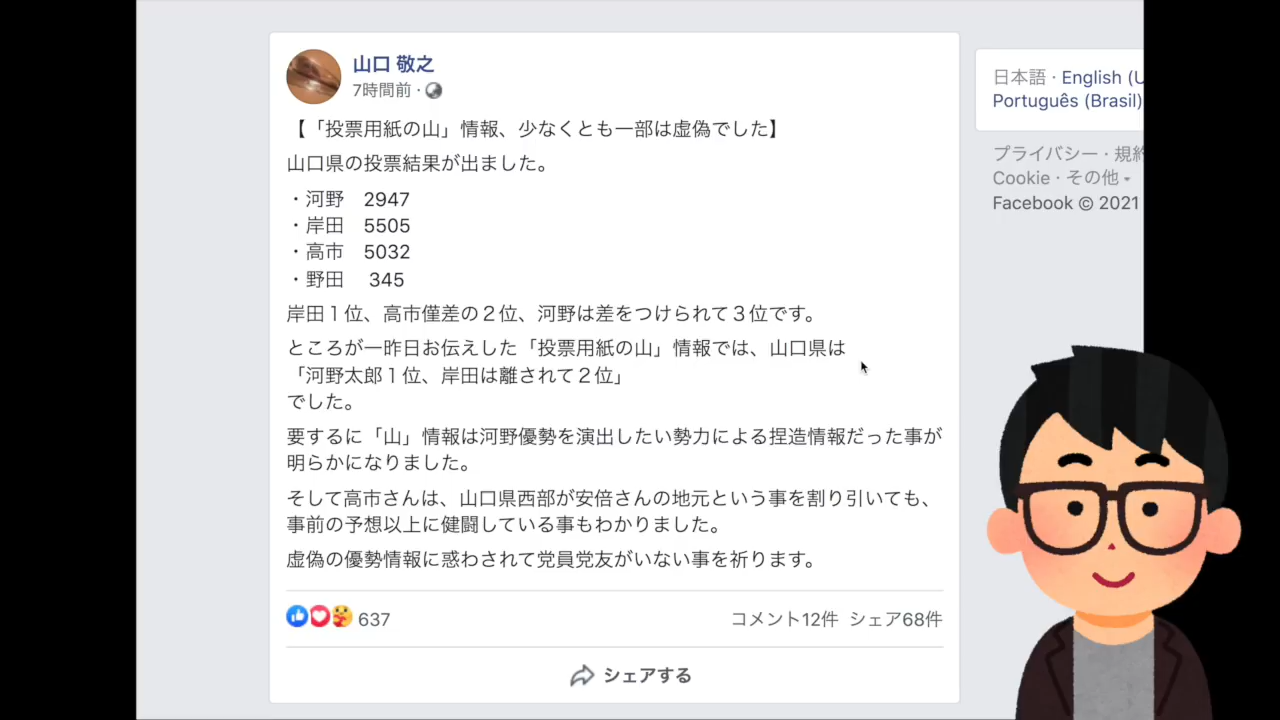 山口 敬之
7時間前 ·
【「投票用紙の山」情報、少なくとも一部は虚偽でした】
山口県の投票結果が出ました。
・河野　2947
・岸田　5505
・高市　5032
・野田　 345
岸田１位、高市僅差の２位、河野は差をつけられて３位です。
ところが一昨日お伝えした「投票用紙の山」情報では、山口県は
「河野太郎１位、岸田は離されて２位」
でした。
要するに「山」情報は河野優勢を演出したい勢力による捏造情報だった事が
明らかになりました。
そして高市さんは、山口県西部が安倍さんの地元という事を割り引いても、
事前の予想以上に健闘している事もわかりました。
虚偽の優勢情報に惑わされて党員党友がいない事を祈ります。
637
コメント12件 シェア68件
シェアする
日本語 · English (U
Português (Brasil)
プライバシー · 規約
Cookie · その他
Facebook © 2021